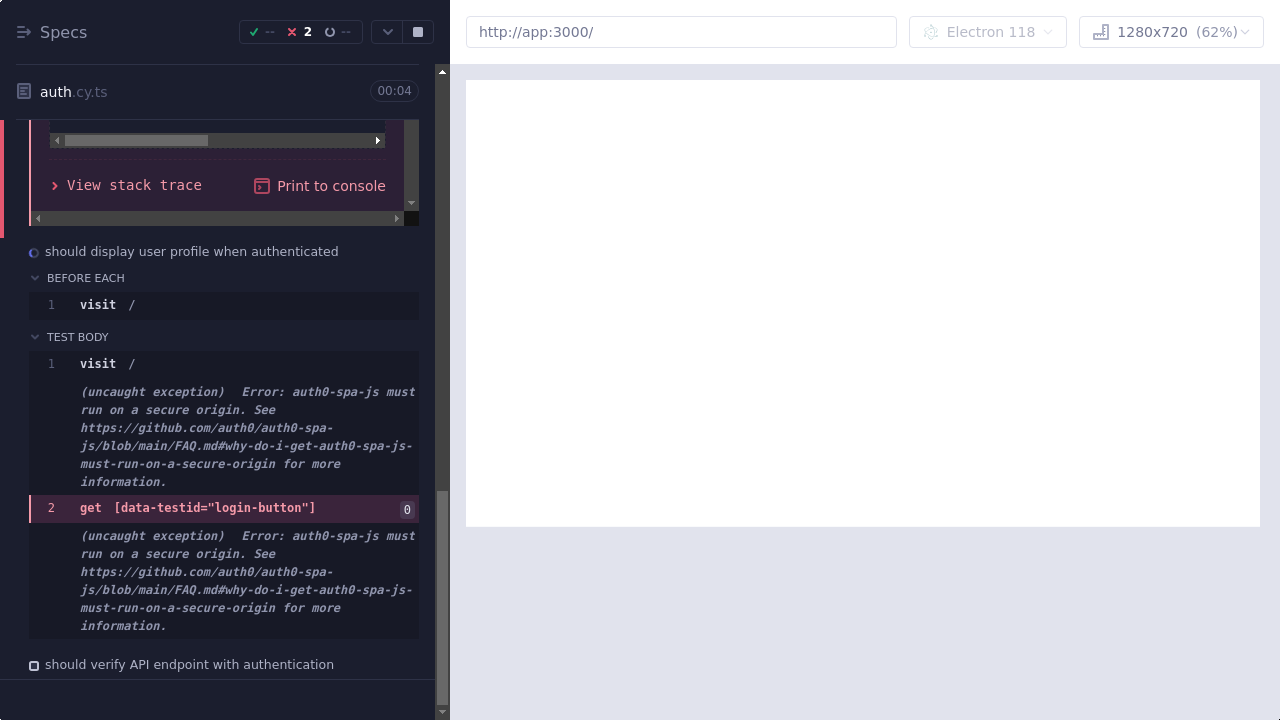 Specs
-- 2 --
http://app:3000/
Electron 118
1280x720 (62%)
auth.cy.ts
00:04
View stack trace
Print to console
should display user profile when authenticated
BEFORE EACH
1 visit /
TEST BODY
1 visit /
(uncaught exception) Error: auth0-spa-js must
run on a secure origin. See
https://github.com/auth0/auth0-spa-
js/blob/main/FAQ.md#why-do-i-get-auth0-spa-js-
must-run-on-a-secure-origin for more
information.
2 get [data-testid="login-button"] 0
(uncaught exception) Error: auth0-spa-js must
run on a secure origin. See
https://github.com/auth0/auth0-spa-
js/blob/main/FAQ.md#why-do-i-get-auth0-spa-js-
must-run-on-a-secure-origin for more
information.
should verify API endpoint with authentication